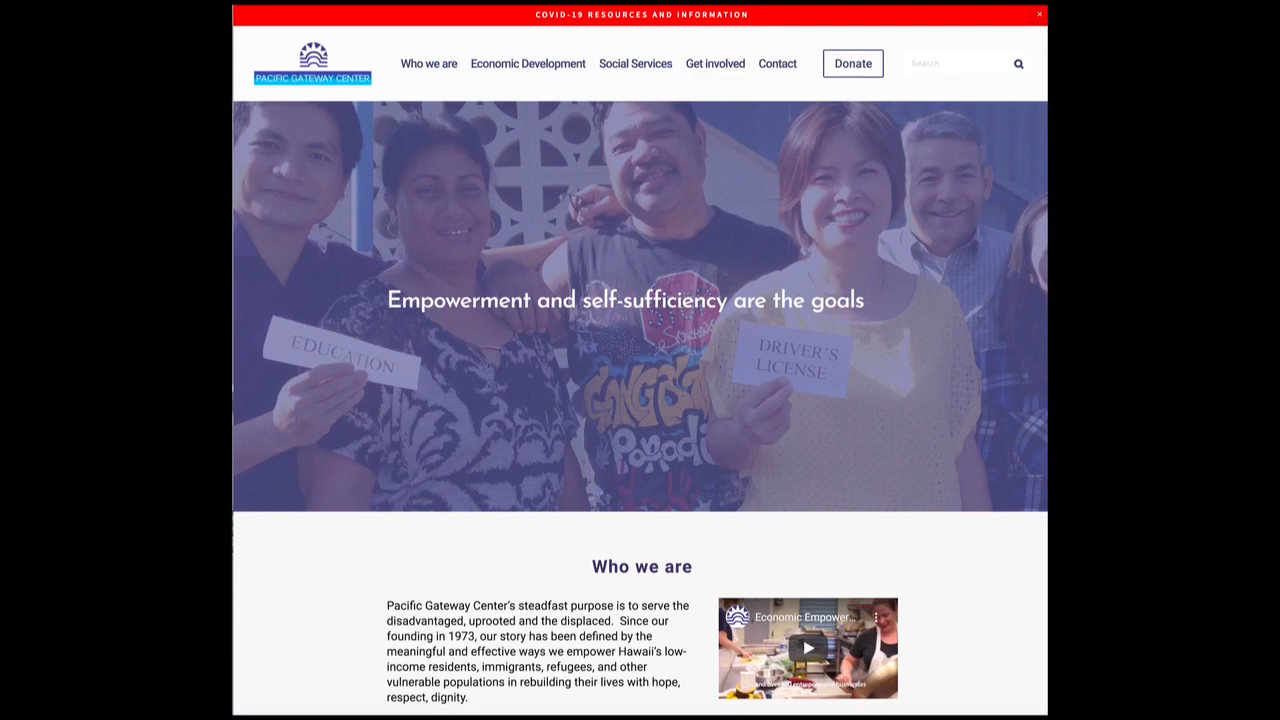 COVID-19 RESOURCES AND INFORMATION
×
PACIFIC GATEWAY CENTER
Who we are Economic Development Social Services Get involved Contact Donate Search
Empowerment and self-sufficiency are the goals
EDUCATION
DRIVER'S
LICENSE
Who we are
Pacific Gateway Center's steadfast purpose is to serve the
disadvantaged, uprooted and the displaced. Since our
founding in 1973, our story has been defined by the
meaningful and effective ways we empower Hawaii's low-
income residents, immigrants, refugees, and other
vulnerable populations in rebuilding their lives with hope,
respect, dignity.
Economic Empower...